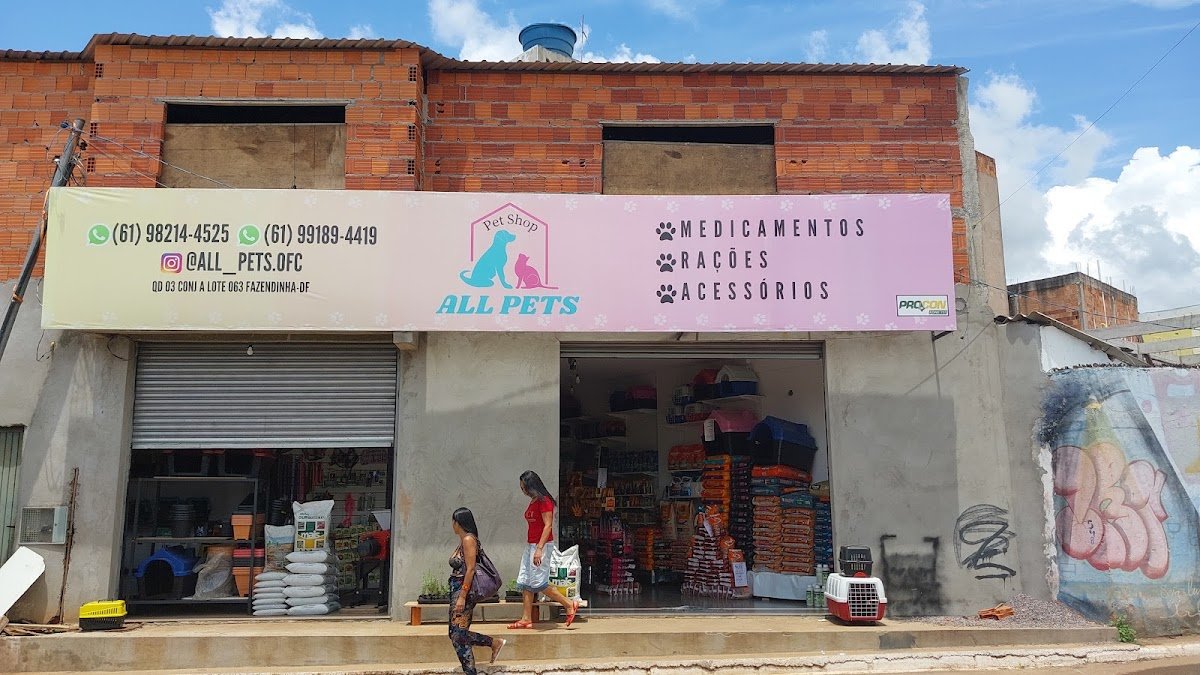 (61) 98214-4525 (61) 99189-4419
@ALL_PETS.OFC
QD 03 CONJ A LOTE 063 FAZENDINHA-DF
Pet Shop
ALL PETS
MEDICAMENTOS
RAÇÕES
ACESSÓRIOS
PROCON